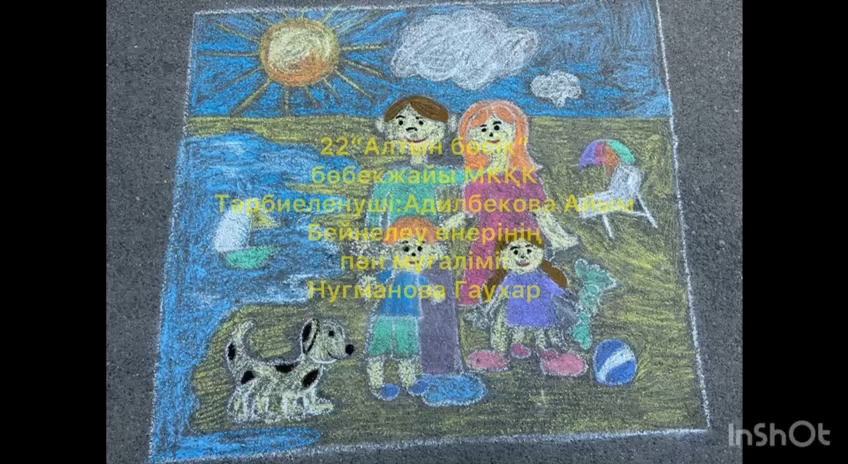 22“Алтын бесік”
бөбекжайы МКҚК
Тәрбиеленуші:Адилбекова Айым
Бейнелеу өнерінің
пән мұғалімі:
Нугманова Гаухар
InShOt